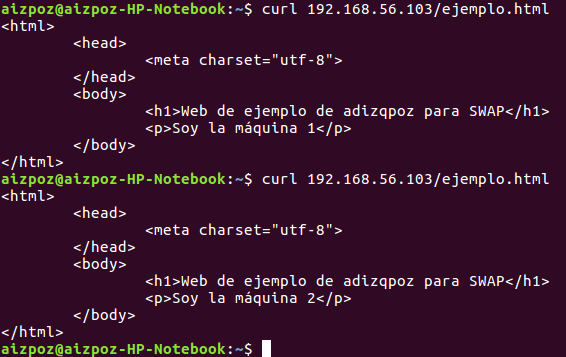 aizpoz@aizpoz-HP-Notebook:~$ curl 192.168.56.103/ejemplo.html
<html>
        <head>
                <meta charset="utf-8">
        </head>
        <body>
                <h1>Web de ejemplo de adizqpoz para SWAP</h1>
                <p>Soy la máquina 1</p>
        </body>
</html>
aizpoz@aizpoz-HP-Notebook:~$ curl 192.168.56.103/ejemplo.html
<html>
        <head>
                <meta charset="utf-8">
        </head>
        <body>
                <h1>Web de ejemplo de adizqpoz para SWAP</h1>
                <p>Soy la máquina 2</p>
        </body>
</html>
aizpoz@aizpoz-HP-Notebook:~$